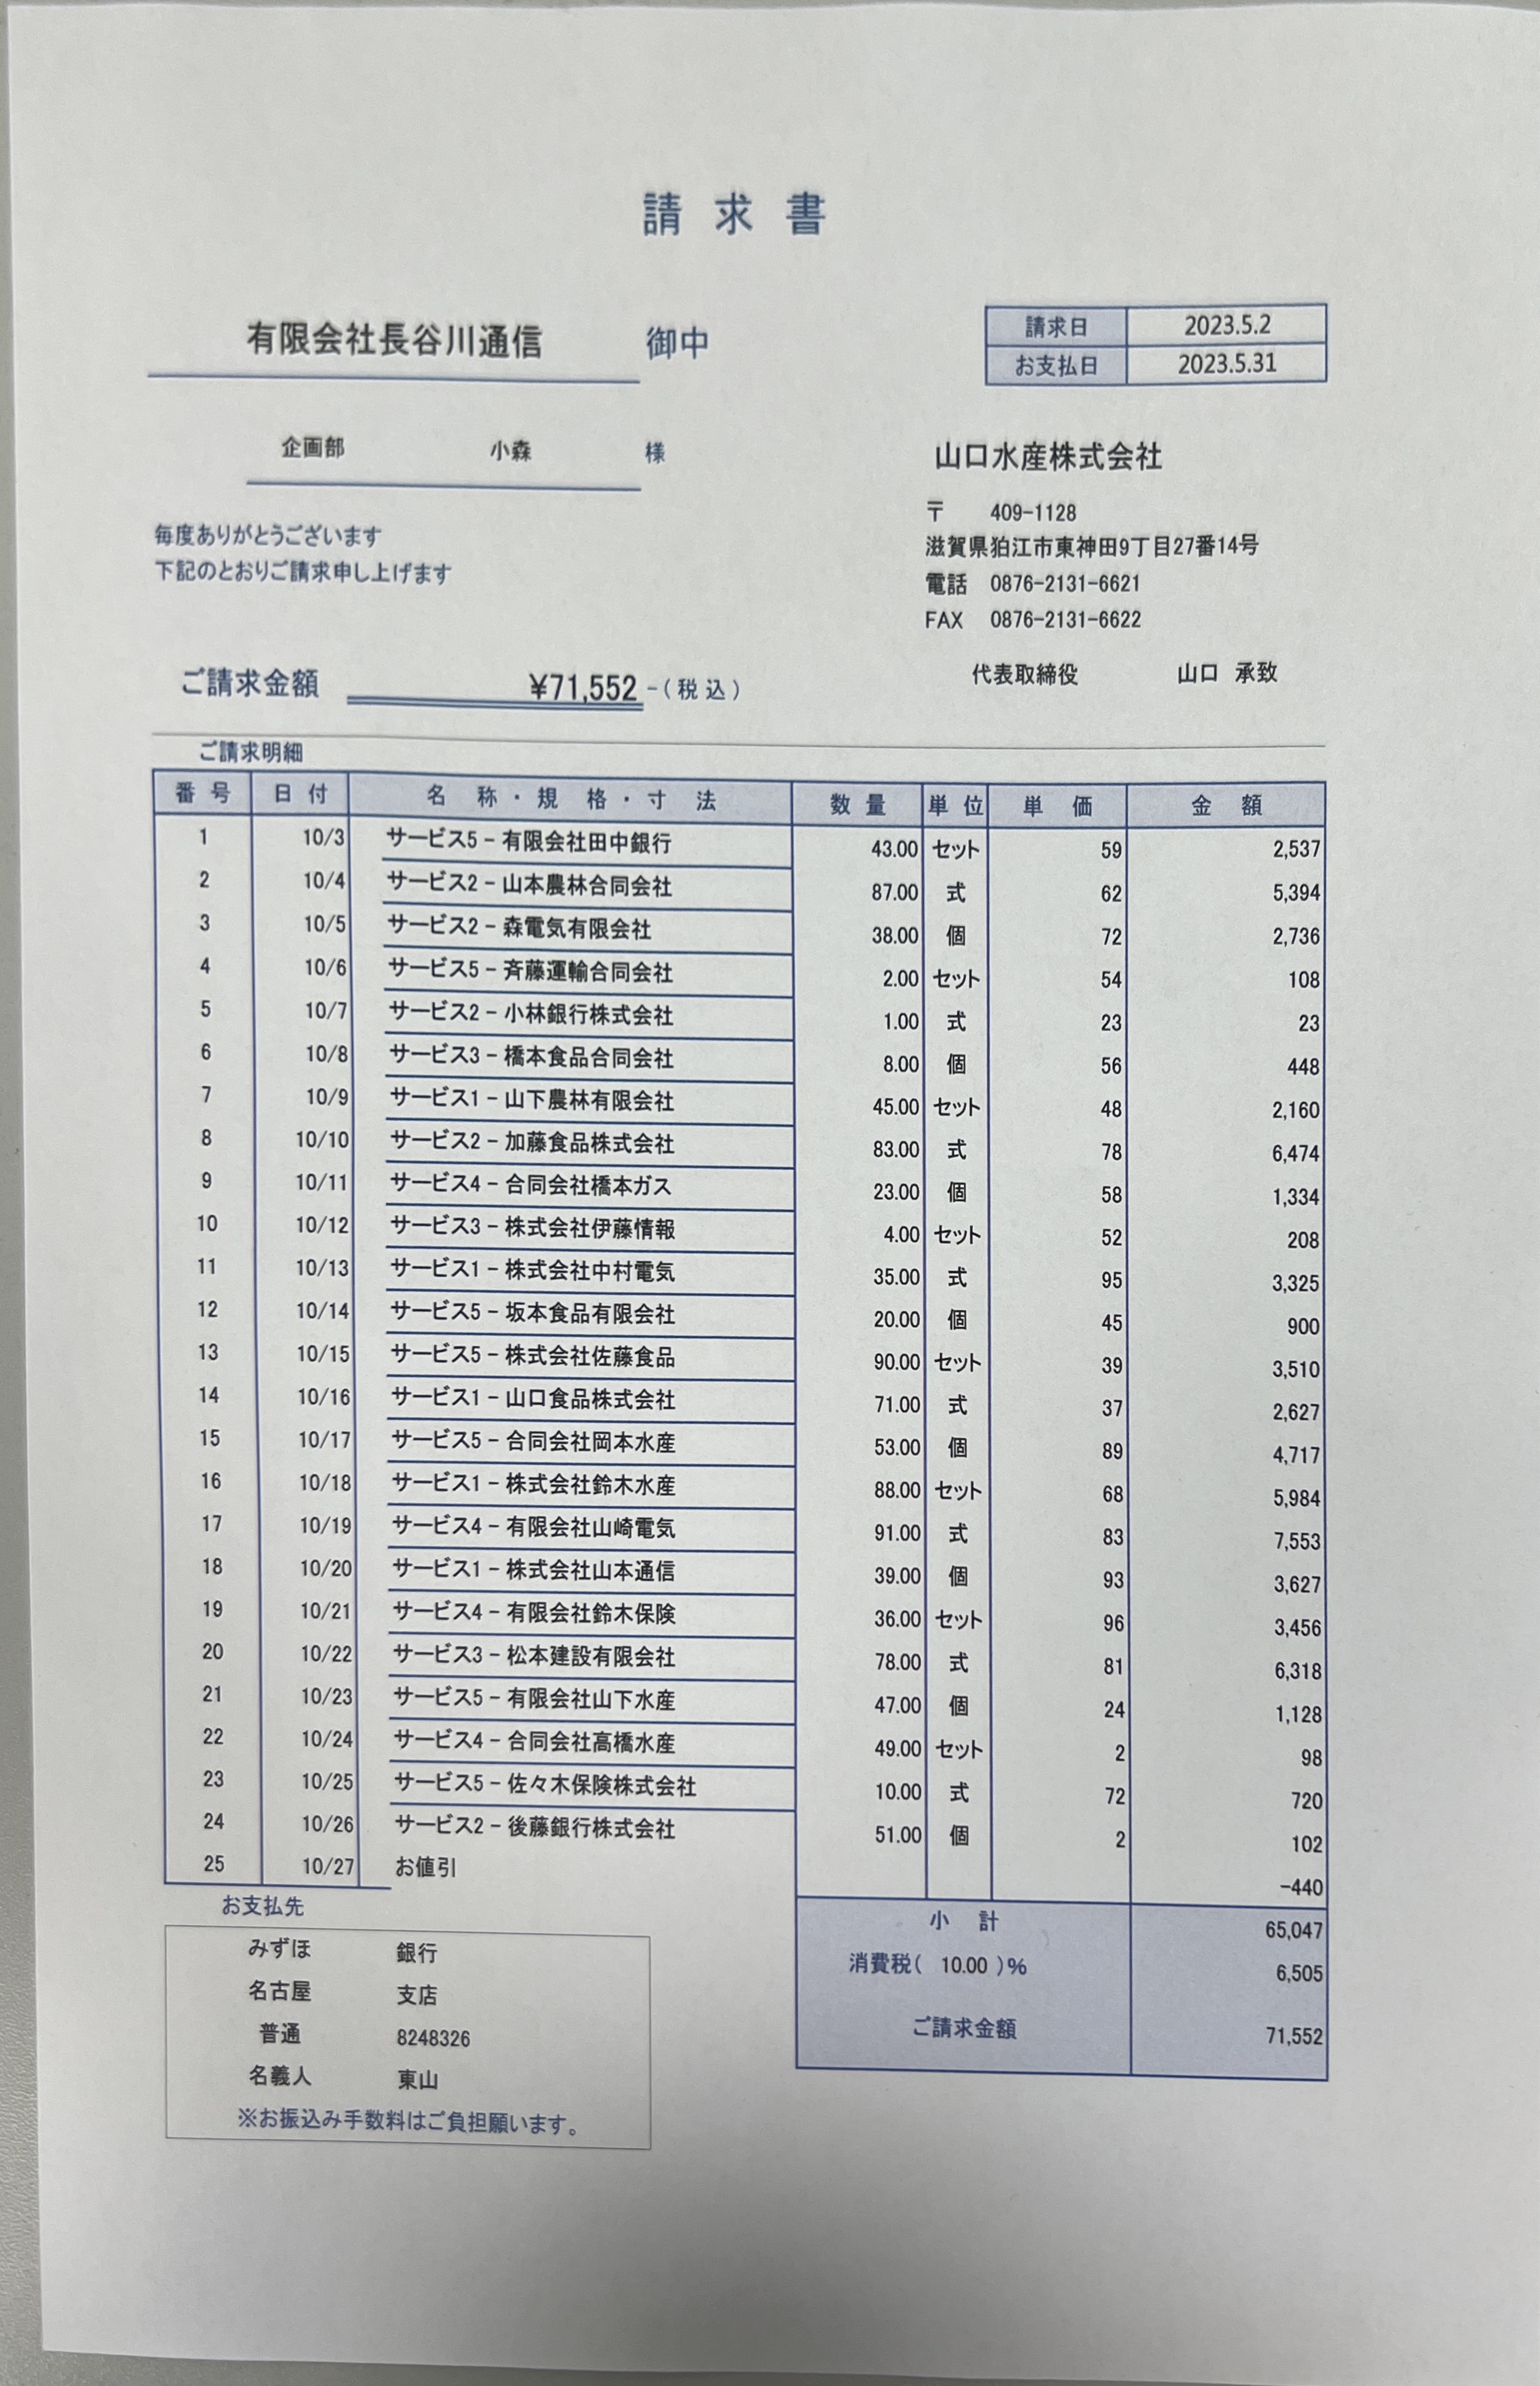 請求書
有限会社長谷川通信 御中
請求日 2023.5.2
お支払日 2023.5.31
企画部 小森 様
山口水産株式会社
〒 409-1128
滋賀県狛江市東神田9丁目27番14号
電話 0876-2131-6621
FAX 0876-2131-6622
代表取締役 山口 承致
毎度ありがとうございます
下記のとおりご請求申し上げます
ご請求金額 ¥71,552 -(税込)
ご請求明細
番号 日付 名称・規格・寸法 数量 単位 単価 金額
1 10/3 サービス5 - 有限会社田中銀行 43.00 セット 59 2,537
2 10/4 サービス2 - 山本農林合同会社 87.00 式 62 5,394
3 10/5 サービス2 - 森電気有限会社 38.00 個 72 2,736
4 10/6 サービス5 - 斉藤運輸合同会社 2.00 セット 54 108
5 10/7 サービス2 - 小林銀行株式会社 1.00 式 23 23
6 10/8 サービス3 - 橋本食品合同会社 8.00 個 56 448
7 10/9 サービス1 - 山下農林有限会社 45.00 セット 48 2,160
8 10/10 サービス2 - 加藤食品株式会社 83.00 式 78 6,474
9 10/11 サービス4 - 合同会社橋本ガス 23.00 個 58 1,334
10 10/12 サービス3 - 株式会社伊藤情報 4.00 セット 52 208
11 10/13 サービス1 - 株式会社中村電気 35.00 式 95 3,325
12 10/14 サービス5 - 坂本食品有限会社 20.00 個 45 900
13 10/15 サービス5 - 株式会社佐藤食品 90.00 セット 39 3,510
14 10/16 サービス1 - 山口食品株式会社 71.00 式 37 2,627
15 10/17 サービス5 - 合同会社岡本水産 53.00 個 89 4,717
16 10/18 サービス1 - 株式会社鈴木水産 88.00 セット 68 5,984
17 10/19 サービス4 - 有限会社山崎電気 91.00 式 83 7,553
18 10/20 サービス1 - 株式会社山本通信 39.00 個 93 3,627
19 10/21 サービス4 - 有限会社鈴木保険 36.00 セット 96 3,456
20 10/22 サービス3 - 松本建設有限会社 78.00 式 81 6,318
21 10/23 サービス5 - 有限会社山下水産 47.00 個 24 1,128
22 10/24 サービス4 - 合同会社高橋水産 49.00 セット 2 98
23 10/25 サービス5 - 佐々木保険株式会社 10.00 式 72 720
24 10/26 サービス2 - 後藤銀行株式会社 51.00 個 2 102
25 10/27 お値引 -440
小計 65,047
消費税( 10.00 )% 6,505
ご請求金額 71,552
お支払先
みずほ 銀行
名古屋 支店
普通 8248326
名義人 東山
※お振込み手数料はご負担願います。